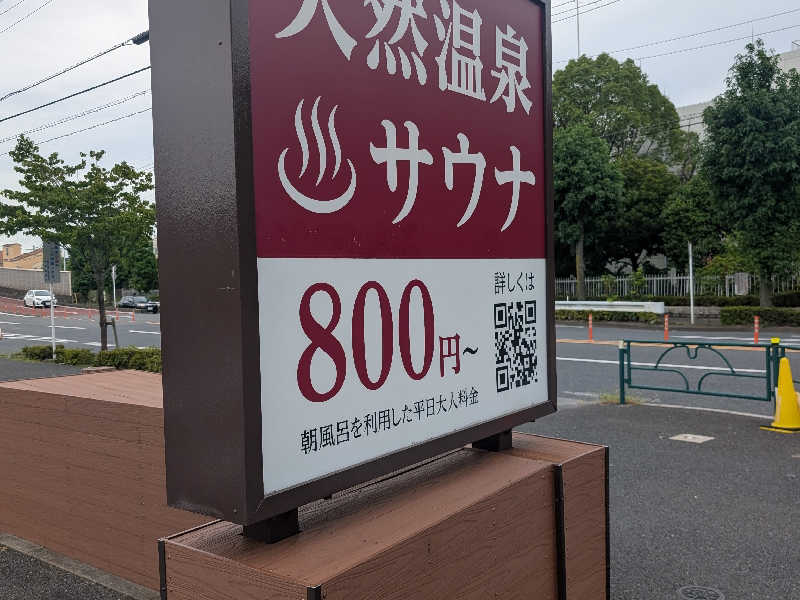 天然温泉
♨サウナ
800円~
詳しくは
朝風呂を利用した平日大人料金